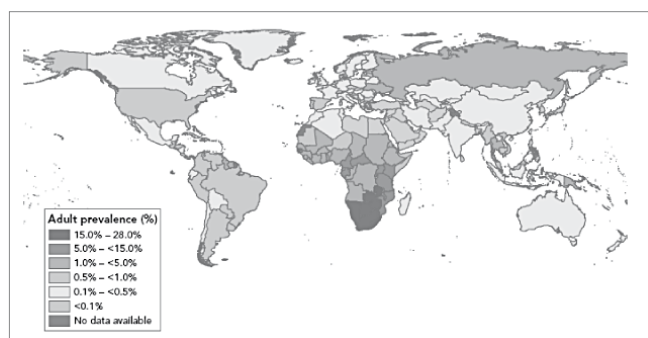 Adult prevalence (%)
15.0% – 28.0%
5.0% – <15.0%
1.0% – <5.0%
0.5% – <1.0%
0.1% – <0.5%
<0.1%
No data available